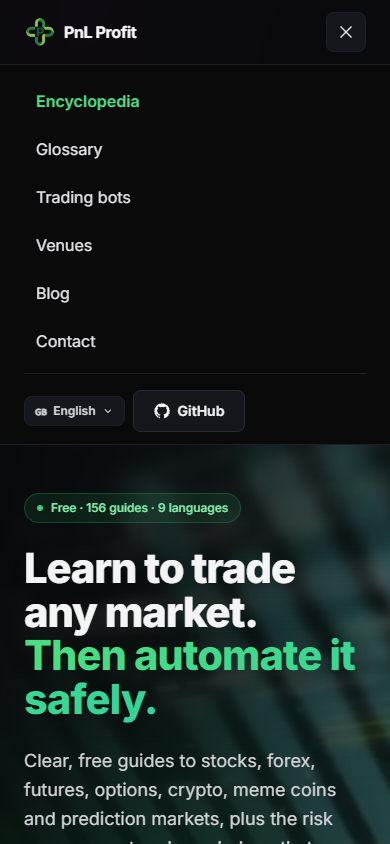 PnL Profit
Encyclopedia
Glossary
Trading bots
Venues
Blog
Contact
GB English
GitHub
Free · 156 guides · 9 languages
Learn to trade
any market.
Then automate it
safely.
Clear, free guides to stocks, forex,
futures, options, crypto, meme coins
and prediction markets, plus the risk